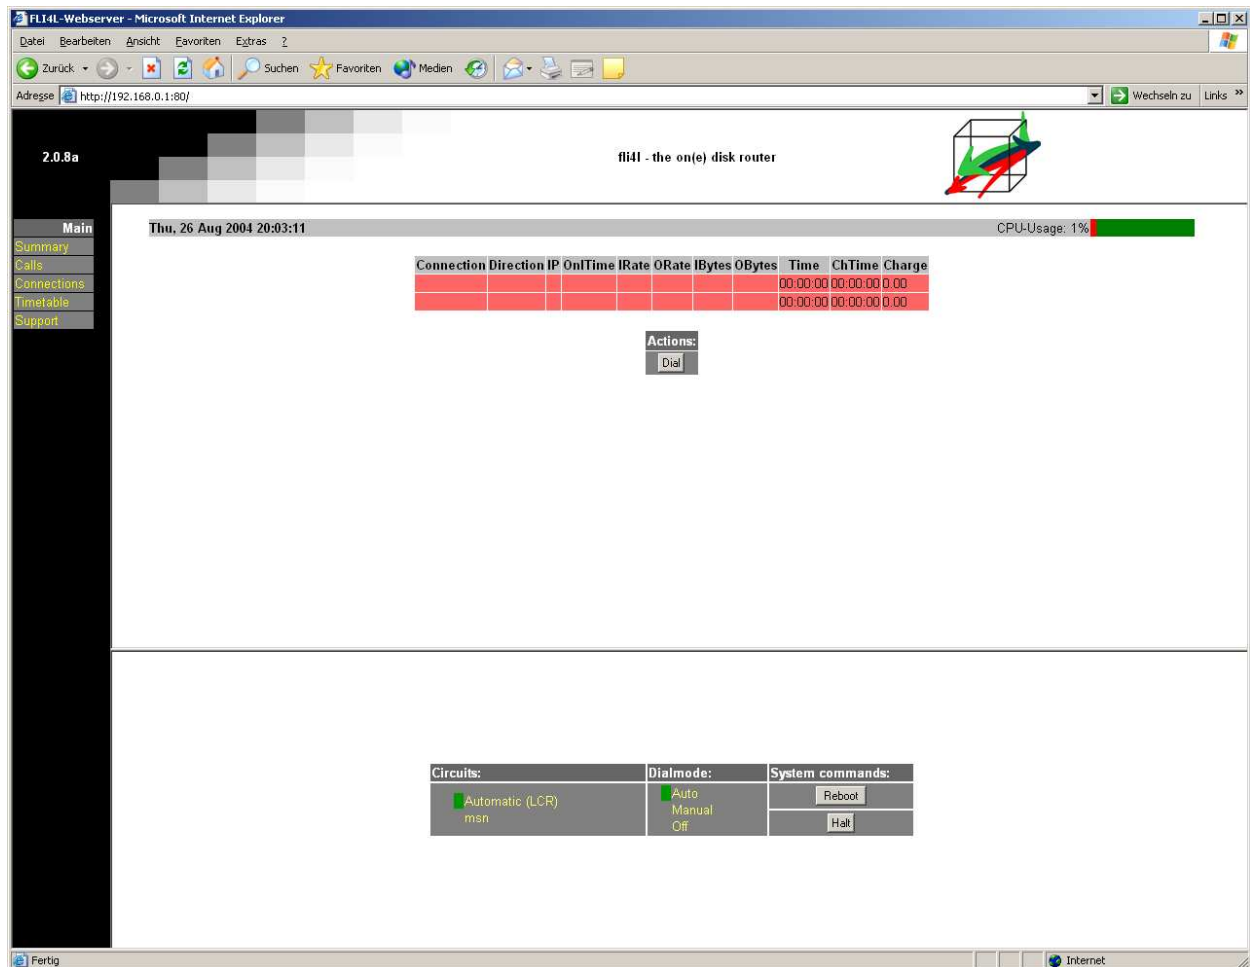 FLI4L-Webserver - Microsoft Internet Explorer
Datei Bearbeiten Ansicht Favoriten Extras ?
Zurück Suchen Favoriten Medien
Adresse http://192.168.0.1:80/ Wechseln zu Links »
2.0.8a
fli4l - the on(e) disk router
Main
Summary
Calls
Connections
Timetable
Support
Thu, 26 Aug 2004 20:03:11 CPU-Usage: 1%
Connection Direction IP OnlTime IRate ORate IBytes OBytes Time ChTime Charge
00:00:00 00:00:00 0.00
00:00:00 00:00:00 0.00
Actions:
Dial
Circuits: Dialmode: System commands:
Automatic (LCR)
msn
Auto
Manual
Off
Reboot
Halt
Fertig Internet